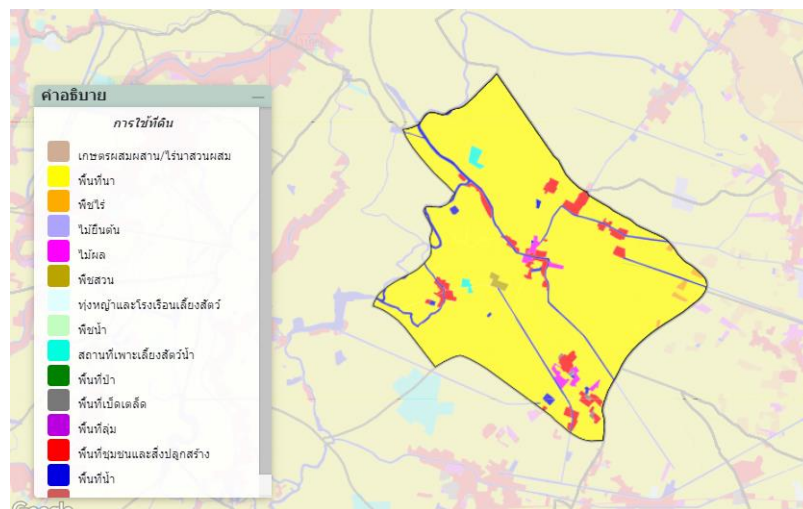 คำอธิบาย
การใช้ที่ดิน
เกษตรผสมผสาน/ไร่นาสวนผสม
พื้นที่นา
พืชไร่
ไม้ยืนต้น
ไม้ผล
พืชสวน
ทุ่งหญ้าและโรงเรือนเลี้ยงสัตว์
พืชน้ำ
สถานที่เพาะเลี้ยงสัตว์น้ำ
พื้นที่ป่า
พื้นที่เบ็ดเตล็ด
พื้นที่ลุ่ม
พื้นที่ชุมชนและสิ่งปลูกสร้าง
พื้นที่น้ำ
Google